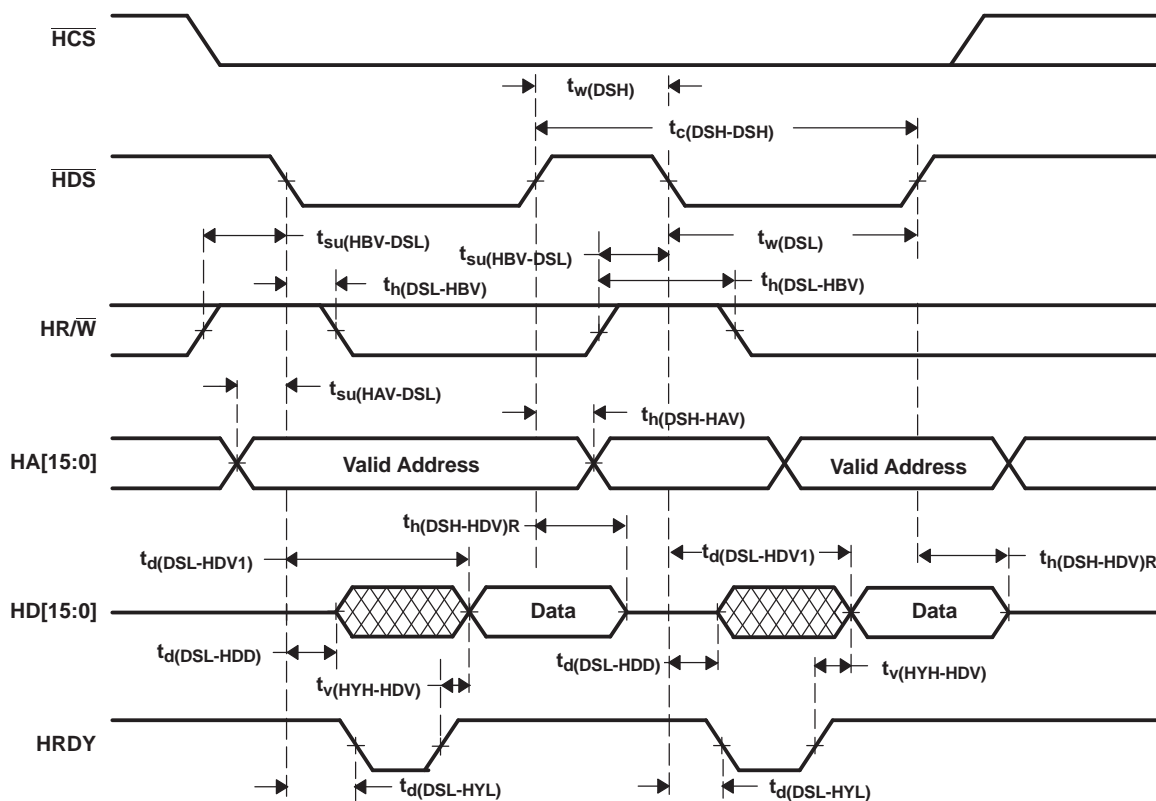 HCS
tw(DSH)
tc(DSH-DSH)
HDS
tsu(HBV-DSL)
tsu(HBV-DSL)
tw(DSL)
th(DSL-HBV)
th(DSL-HBV)
HR/W
tsu(HAV-DSL)
th(DSH-HAV)
HA[15:0]
Valid Address
Valid Address
th(DSH-HDV)R
td(DSL-HDV1)
td(DSL-HDV1)
th(DSH-HDV)R
HD[15:0]
Data
Data
td(DSL-HDD)
td(DSL-HDD)
tv(HYH-HDV)
tv(HYH-HDV)
HRDY
td(DSL-HYL)
td(DSL-HYL)